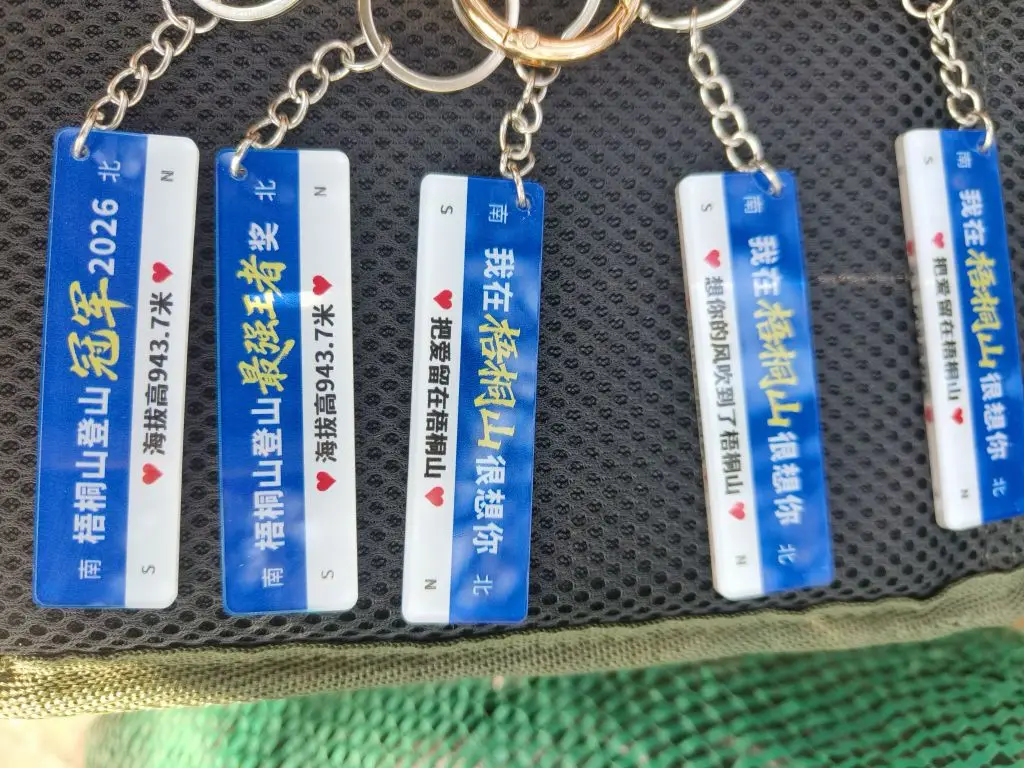 南 梧桐山登山冠军2026 北
S ♥ 海拔高943.7米 ♥ N
南 梧桐山登山最强王者奖 北
S ♥ 海拔高943.7米 ♥ N
南 我在梧桐山很想你 北
S ♥ 把爱留在梧桐山 ♥ N
南 我在梧桐山很想你 北
S ♥ 想你的风吹到了梧桐山 ♥ N
南 我在梧桐山很想你 北
S ♥ 把爱留在梧桐山 ♥ N